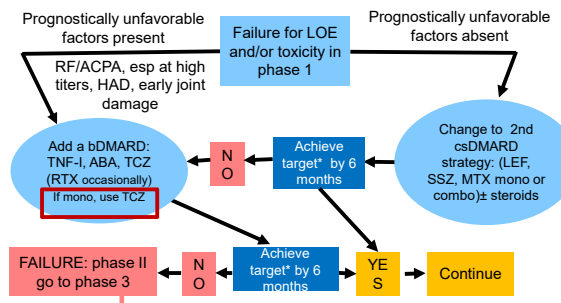 Prognostically unfavorable
factors present
Failure for LOE
and/or toxicity in
phase 1
Prognostically unfavorable
factors absent
RF/ACPA, esp at high
titers, HAD, early joint
damage
Add a bDMARD:
TNF-I, ABA, TCZ
(RTX occasionally)
If mono, use TCZ
N
O
Achieve
target* by 6
months
Change to 2nd
csDMARD
strategy: (LEF,
SSZ, MTX mono or
combo)± steroids
FAILURE: phase II
go to phase 3
N
O
Achieve
target* by 6
months
YE
S
Continue